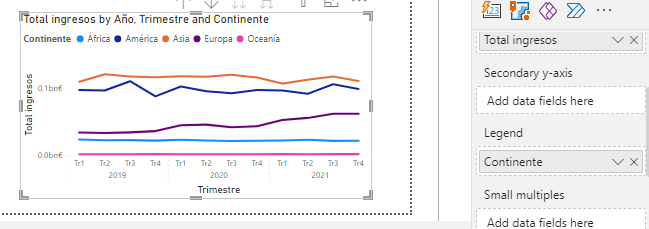 Total ingresos by Año, Trimestre and Continente
Continente África América Asia Europa Oceanía
Total ingresos
0,1bn€
0,0bn€
Tr1 Tr2 Tr3 Tr4 Tr1 Tr2 Tr3 Tr4 Tr1 Tr2 Tr3 Tr4
2019 2020 2021
Trimestre
123
Total ingresos
Secondary y-axis
Add data fields here
Legend
Continente
Small multiples
Add data fields here